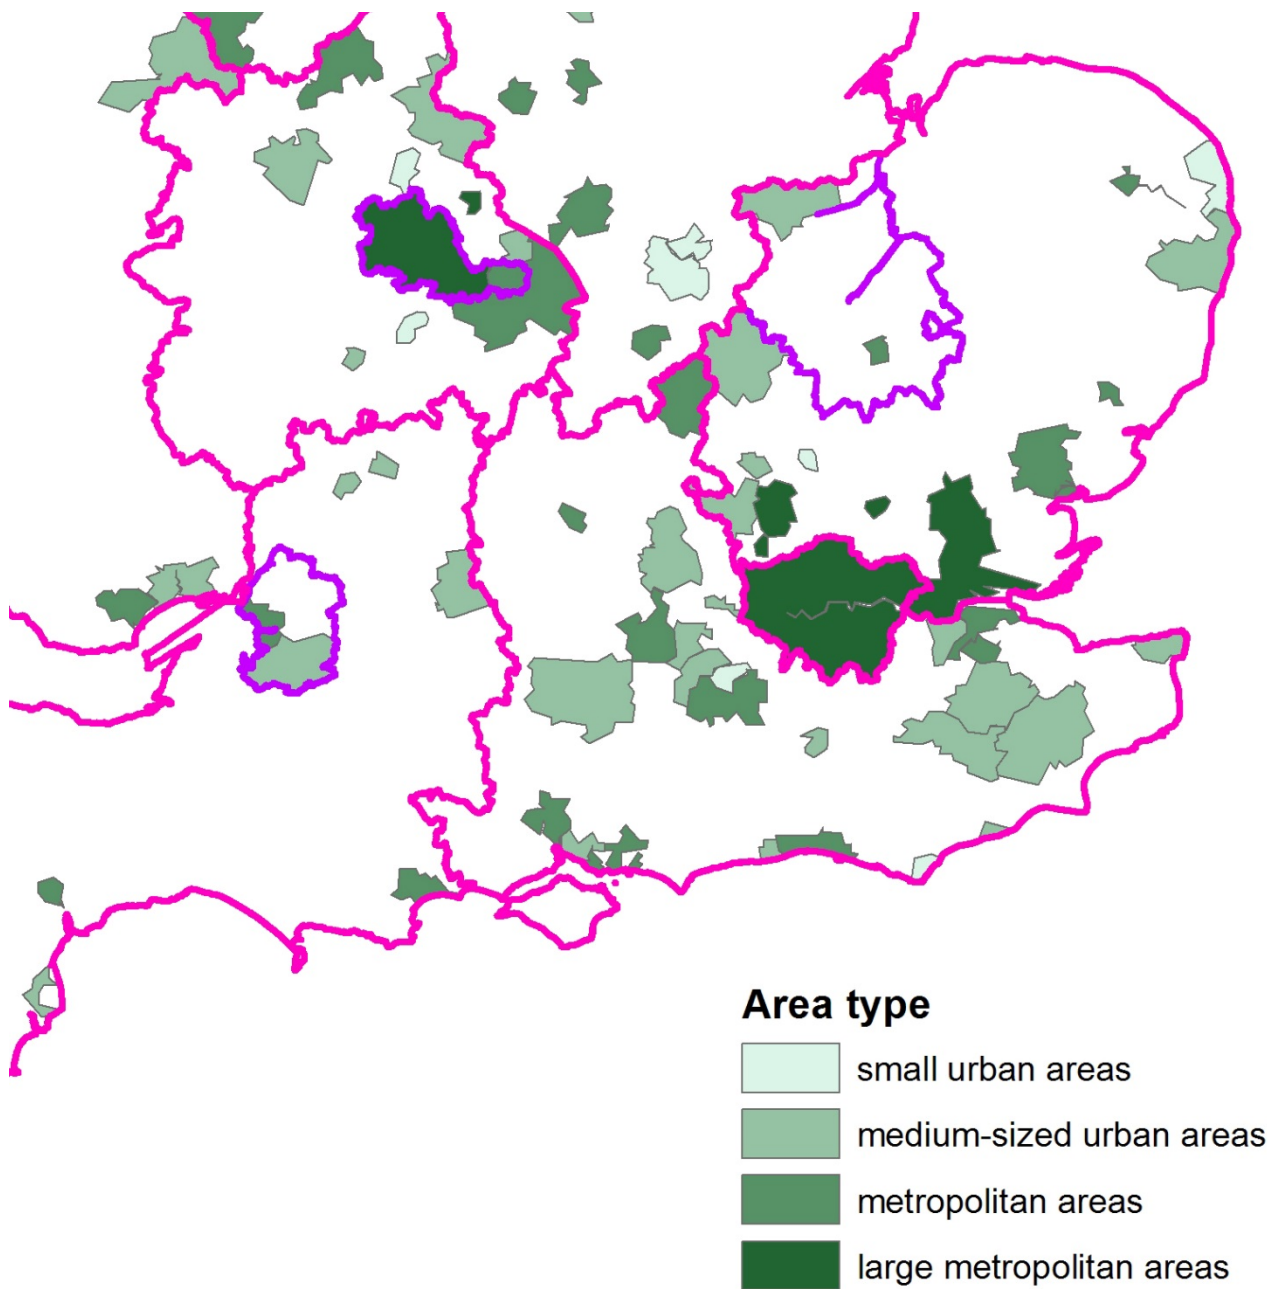 Area type
small urban areas
medium-sized urban areas
metropolitan areas
large metropolitan areas